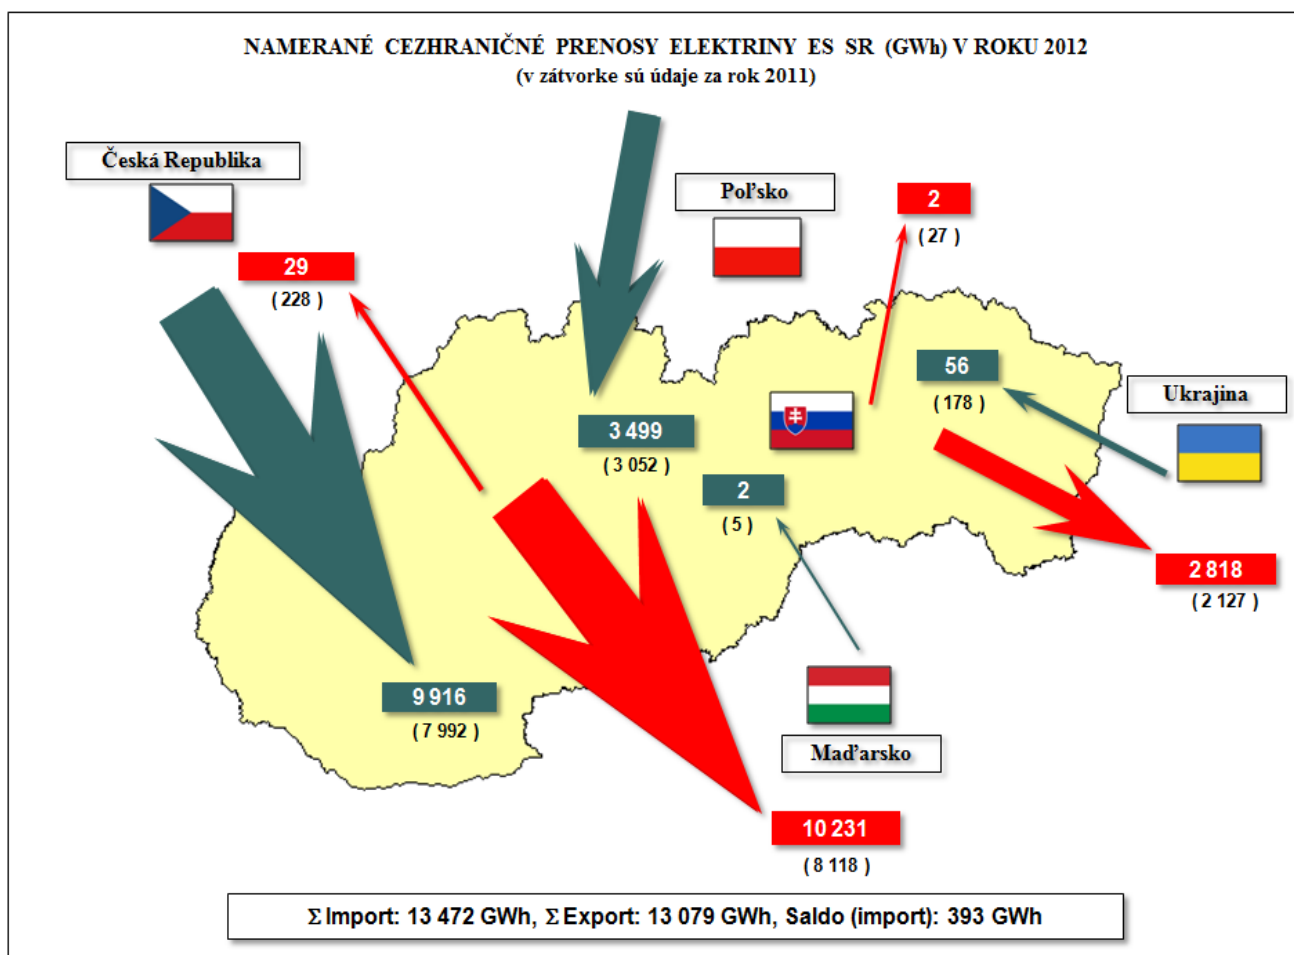 NAMERANÉ CEZHRANIČNÉ PRENOSY ELEKTRINY ES SR (GWh) V ROKU 2012
(v zátvorke sú údaje za rok 2011)
Česká Republika
Poľsko
2
( 27 )
29
( 228 )
56
( 178 )
Ukrajina
3 499
( 3 052 )
2
( 5 )
2 818
( 2 127 )
9 916
( 7 992 )
Maďarsko
10 231
( 8 118 )
Σ Import: 13 472 GWh, Σ Export: 13 079 GWh, Saldo (import): 393 GWh